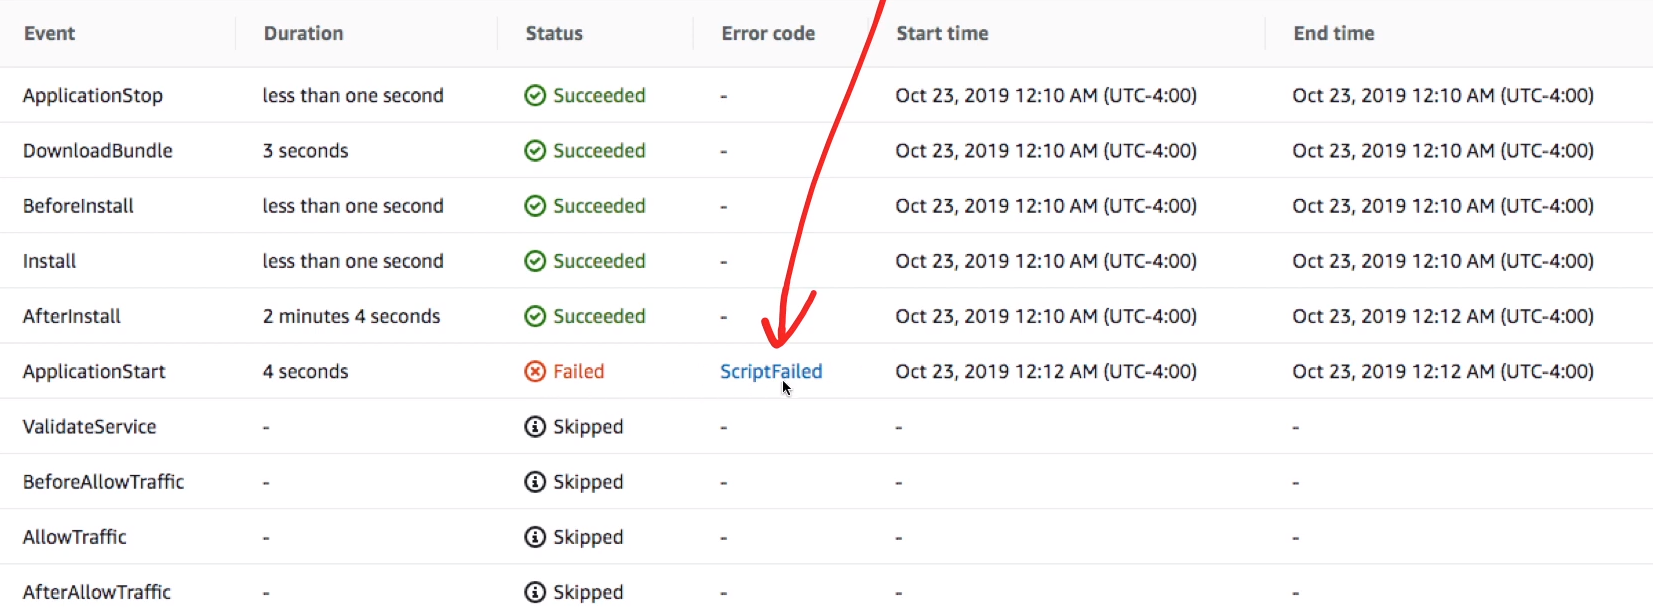 Event Duration Status Error code Start time End time
ApplicationStop less than one second Succeeded - Oct 23, 2019 12:10 AM (UTC-4:00) Oct 23, 2019 12:10 AM (UTC-4:00)
DownloadBundle 3 seconds Succeeded - Oct 23, 2019 12:10 AM (UTC-4:00) Oct 23, 2019 12:10 AM (UTC-4:00)
BeforeInstall less than one second Succeeded - Oct 23, 2019 12:10 AM (UTC-4:00) Oct 23, 2019 12:10 AM (UTC-4:00)
Install less than one second Succeeded - Oct 23, 2019 12:10 AM (UTC-4:00) Oct 23, 2019 12:10 AM (UTC-4:00)
AfterInstall 2 minutes 4 seconds Succeeded - Oct 23, 2019 12:10 AM (UTC-4:00) Oct 23, 2019 12:12 AM (UTC-4:00)
ApplicationStart 4 seconds Failed ScriptFailed Oct 23, 2019 12:12 AM (UTC-4:00) Oct 23, 2019 12:12 AM (UTC-4:00)
ValidateService - Skipped - - -
BeforeAllowTraffic - Skipped - - -
AllowTraffic - Skipped - - -
AfterAllowTraffic - Skipped - - -